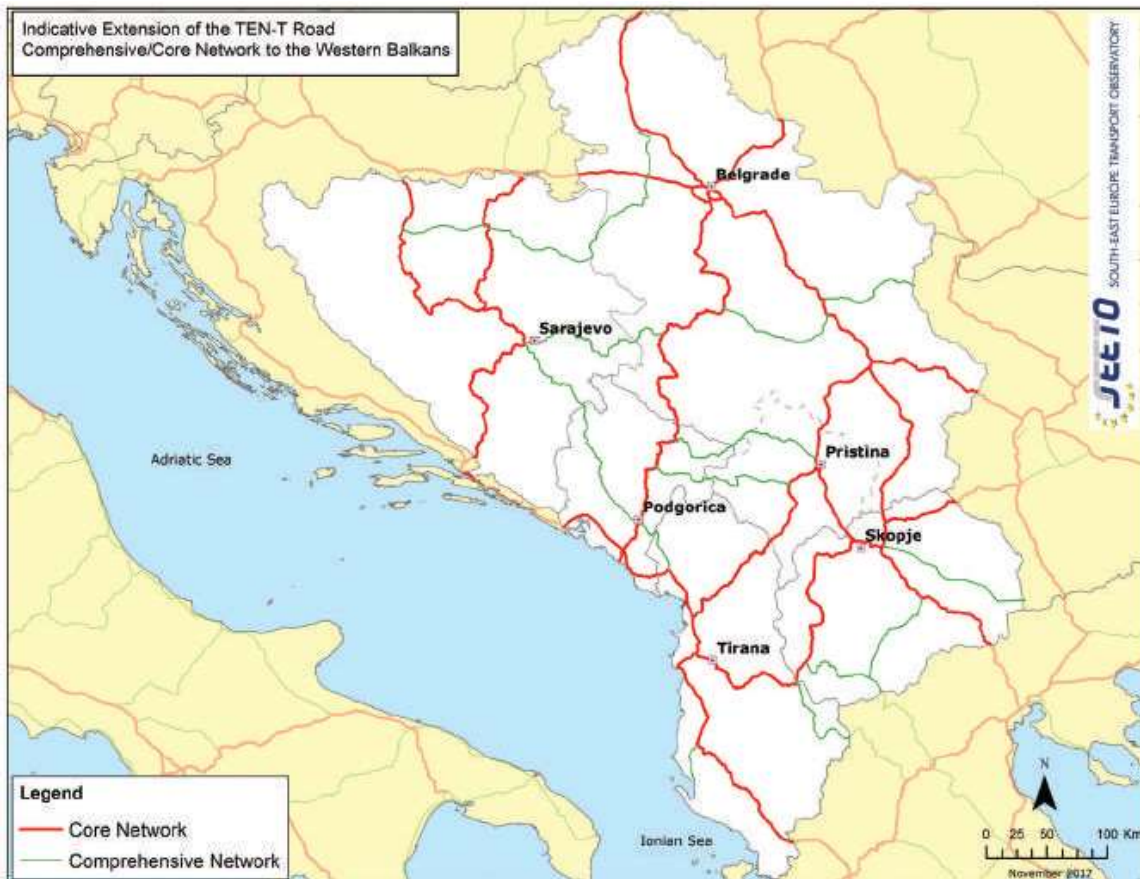 Indicative Extension of the TEN-T Road
Comprehensive/Core Network to the Western Balkans
SOUTH-EAST EUROPE TRANSPORT OBSERVATORY
Belgrade
Sarajevo
Adriatic Sea
Pristina
Podgorica
Skopje
Tirana
Legend
Core Network
Comprehensive Network
Ionian Sea
N
0 25 50 100 Km
November 2017